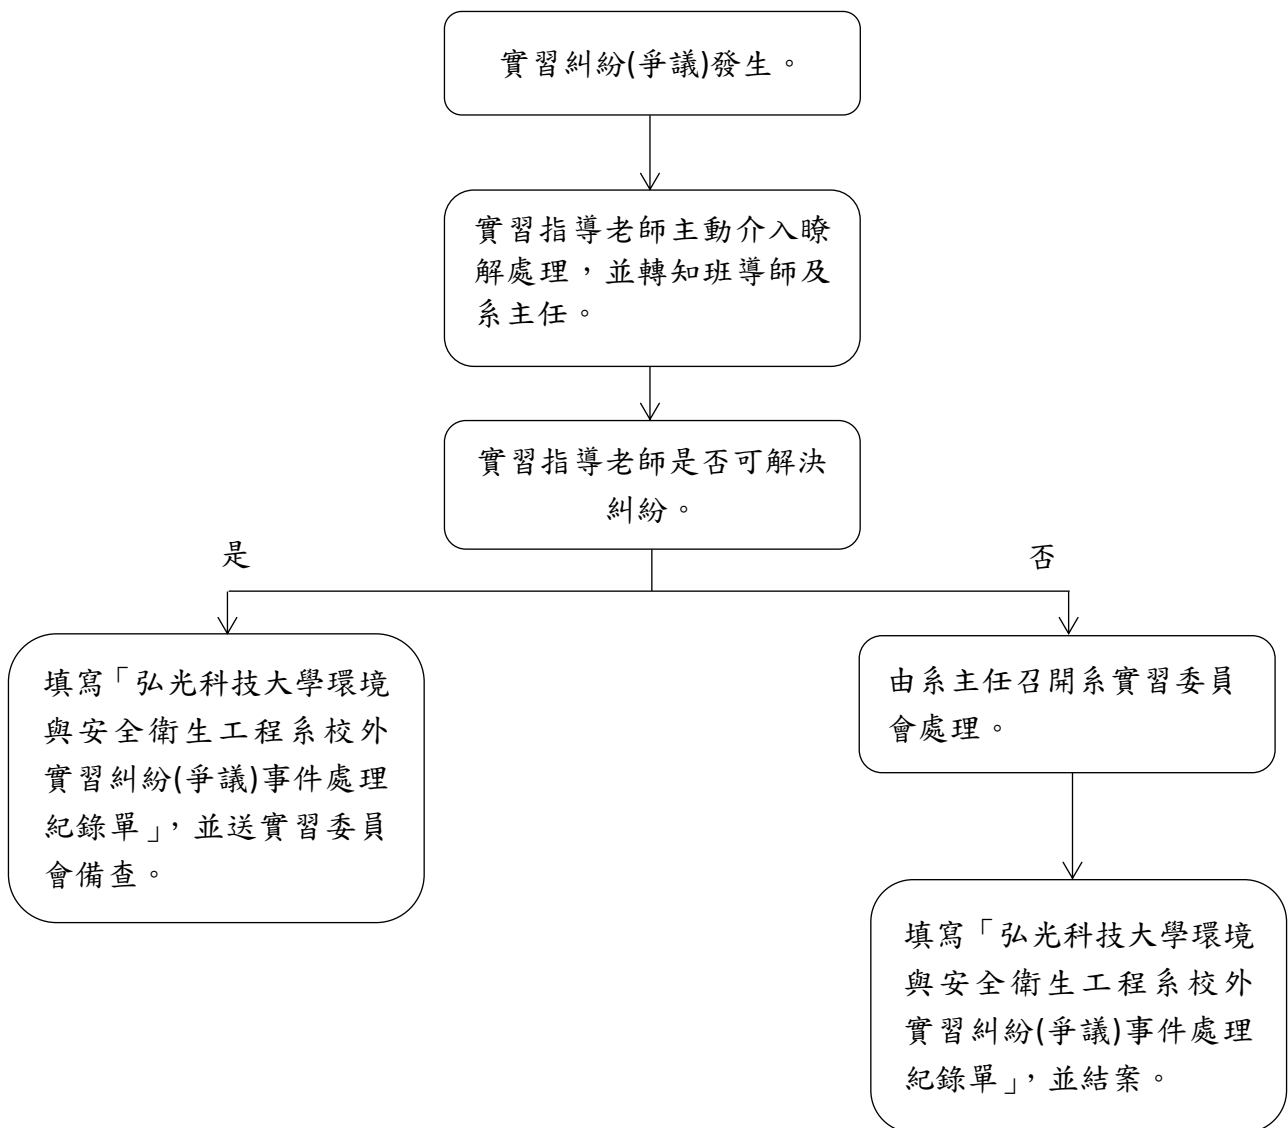 實習糾紛(爭議)發生。
實習指導老師主動介入瞭
解處理，並轉知班導師及
系主任。
實習指導老師是否可解決
糾紛。
是
否
填寫「弘光科技大學環境
與安全衛生工程系校外
實習糾紛(爭議)事件處理
紀錄單」，並送實習委員
會備查。
由系主任召開系實習委員
會處理。
填寫「弘光科技大學環境
與安全衛生工程系校外
實習糾紛(爭議)事件處理
紀錄單」，並結案。